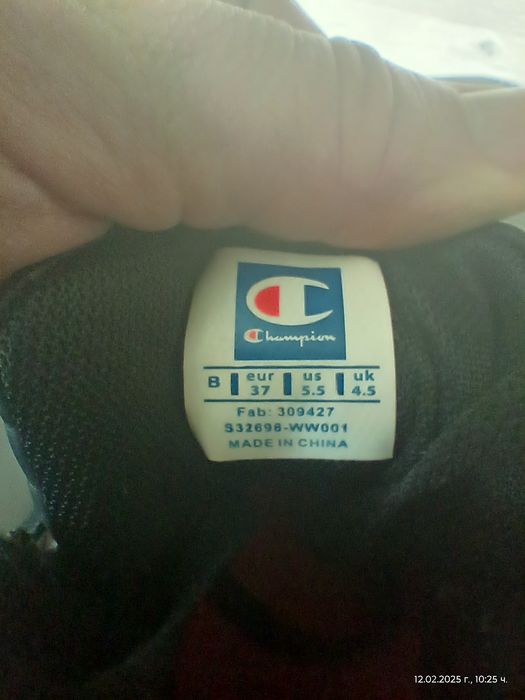 Champion
B eur us uk
37 5.5 4.5
Fab: 309427
S32698-WW001
MADE IN CHINA
12.02.2025 г., 10:25 ч.